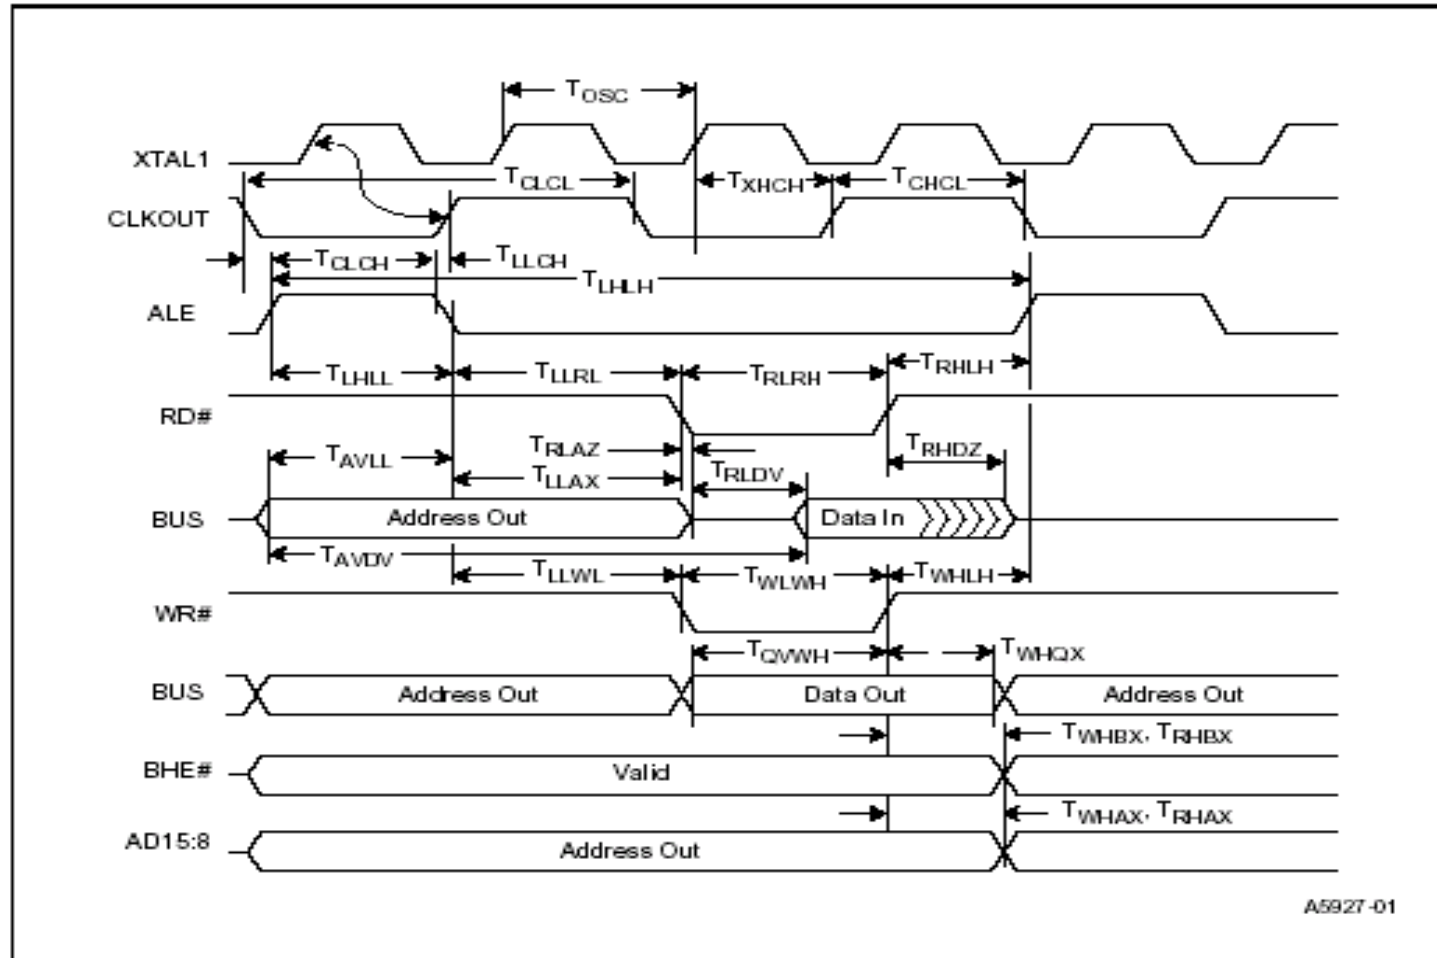 TOSC
XTAL1
TCLCL
TXHCH
TCHCL
CLKOUT
TCLCH
TLLCH
TLHLH
ALE
TLHLL
TLLRL
TRLRH
TRHLH
RD#
TAVLL
TRLAZ
TLLAX
TRLDV
TRHDZ
BUS
Address Out
Data In
TAVDV
TLLWL
TWLWH
TWHLH
WR#
TQVWH
TWHQX
BUS
Address Out
Data Out
Address Out
TWHBX, TRHBX
BHE#
Valid
TWHAX, TRHAX
AD15:8
Address Out
A5927-01